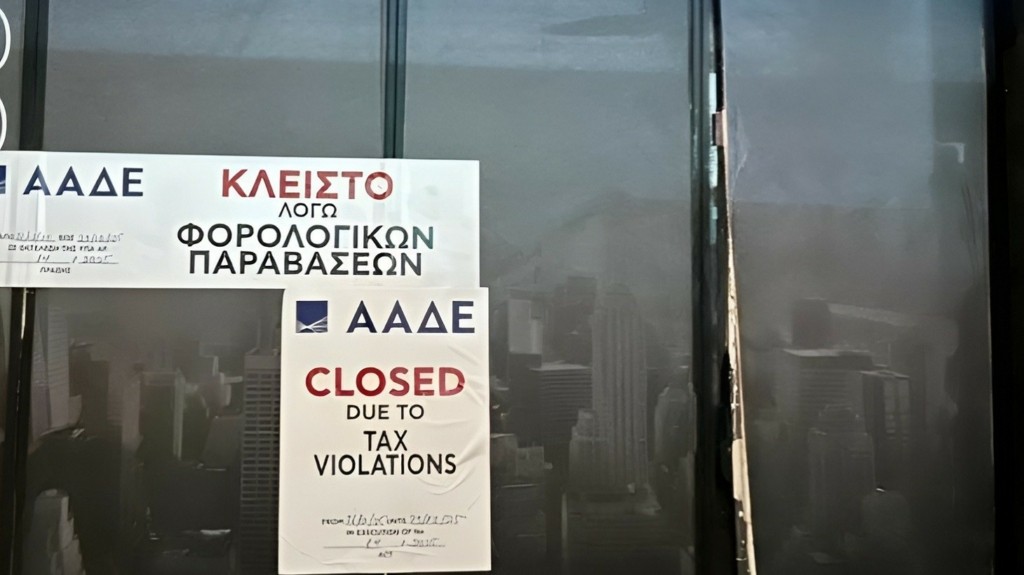 ΑΑΔΕ
ΚΛΕΙΣΤΟ
ΛΟΓΩ
ΦΟΡΟΛΟΓΙΚΩΝ
ΠΑΡΑΒΑΣΕΩΝ
ΑΑΔΕ
CLOSED
DUE TO
TAX
VIOLATIONS